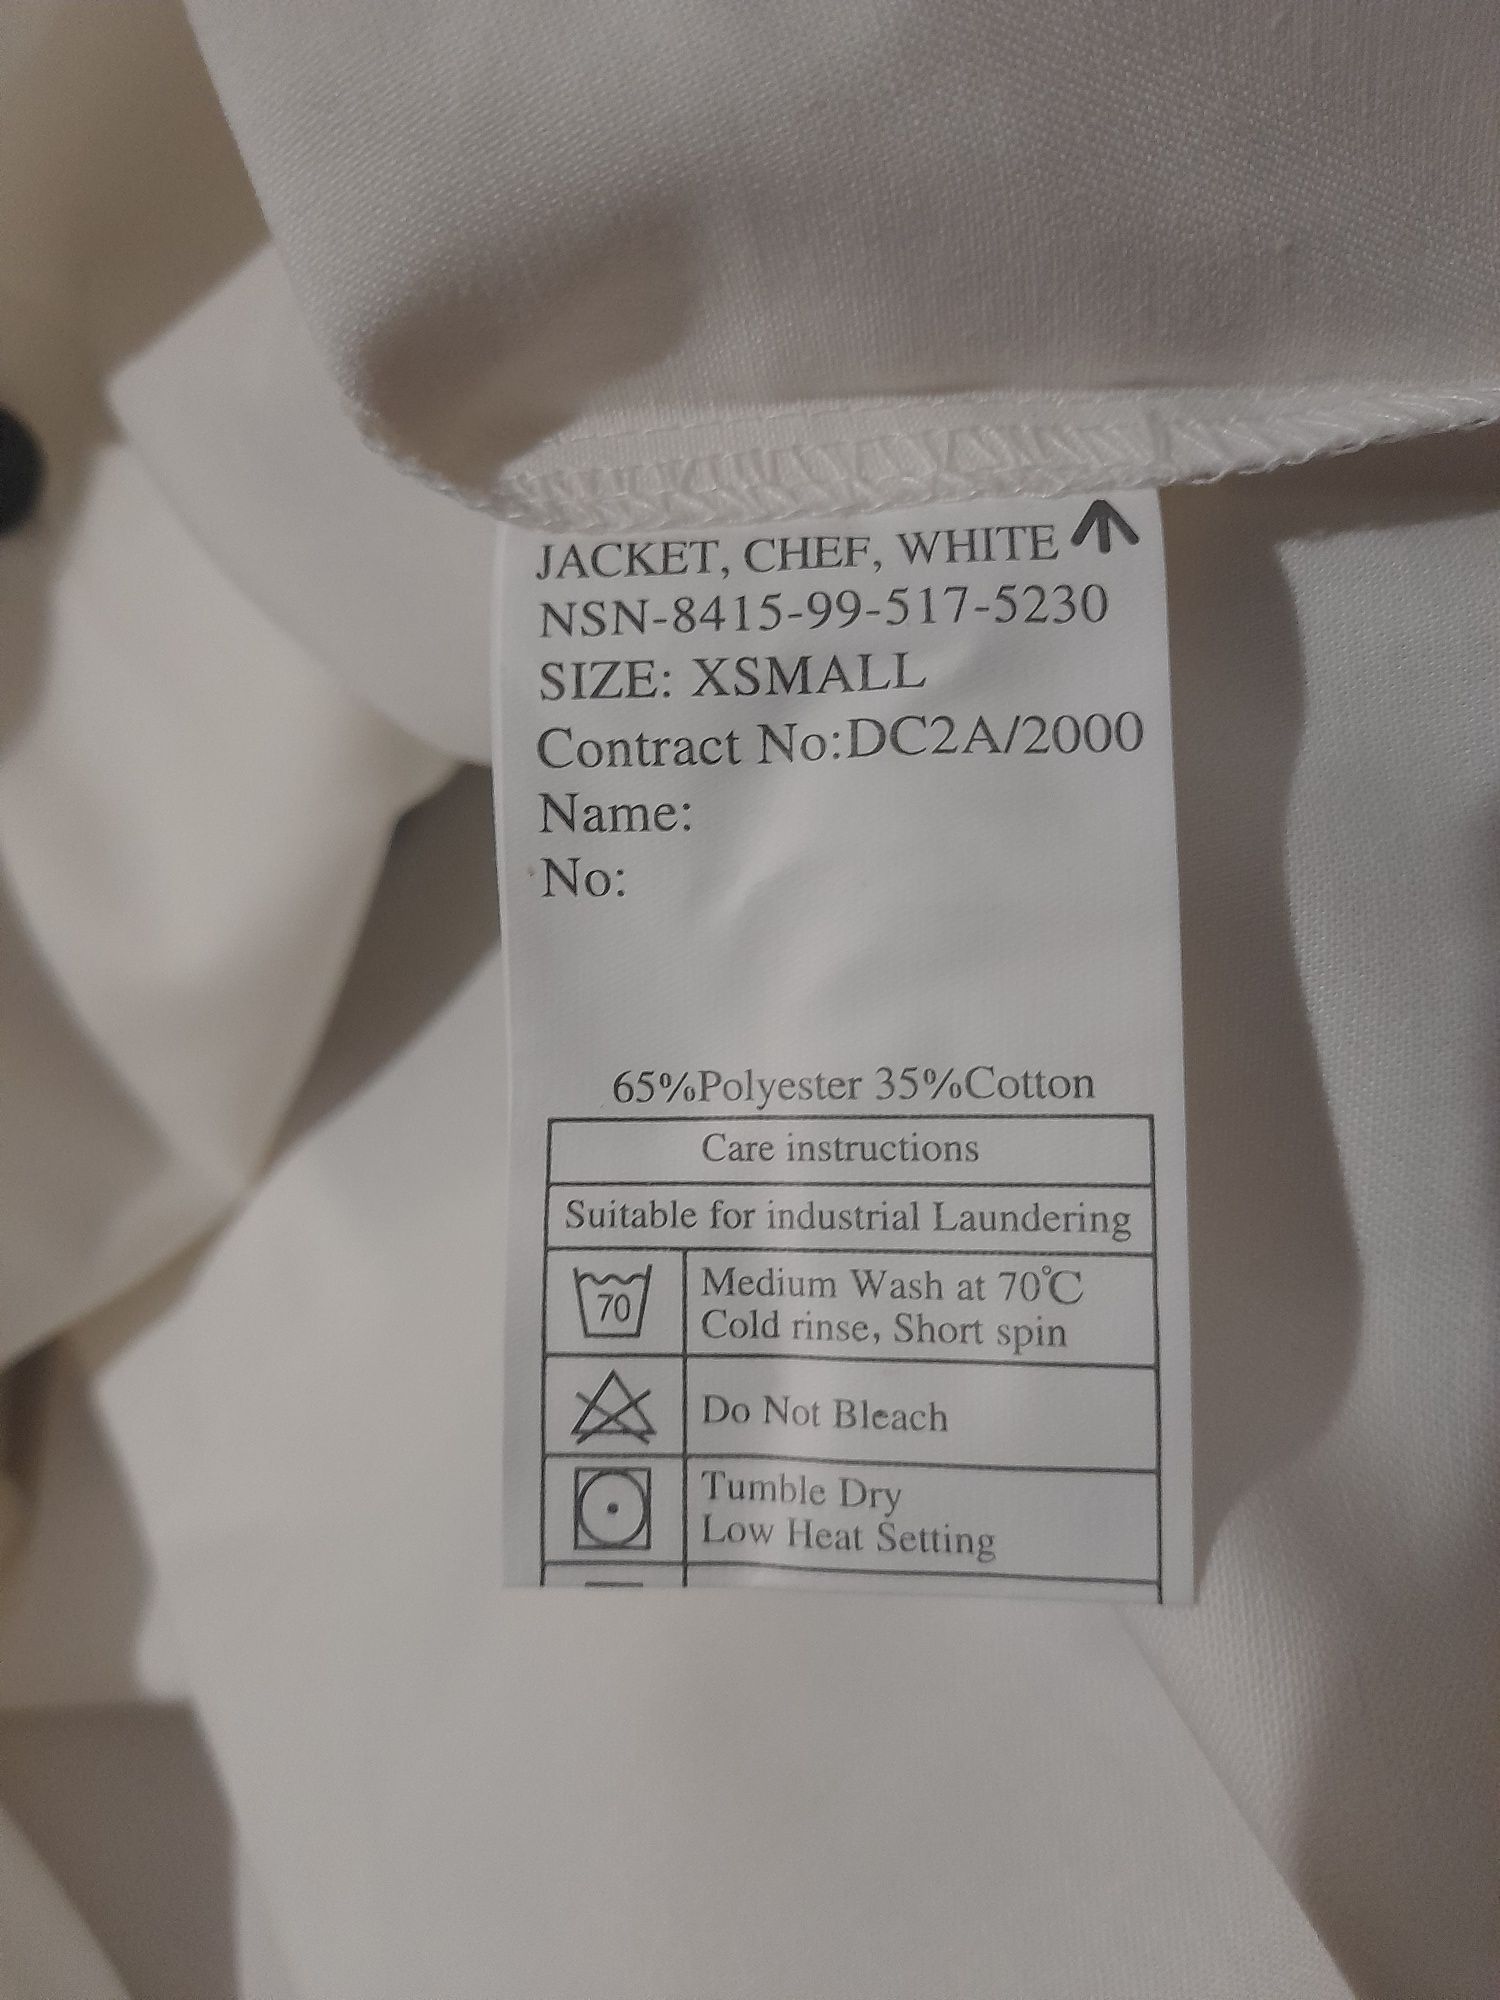 JACKET, CHEF, WHITE
NSN-8415-99-517-5230
SIZE: XSMALL
Contract No:DC2A/2000
Name:
No:
65%Polyester 35%Cotton
Care instructions
Suitable for industrial Laundering
70
Medium Wash at 70°C
Cold rinse, Short spin
Do Not Bleach
Tumble Dry
Low Heat Setting